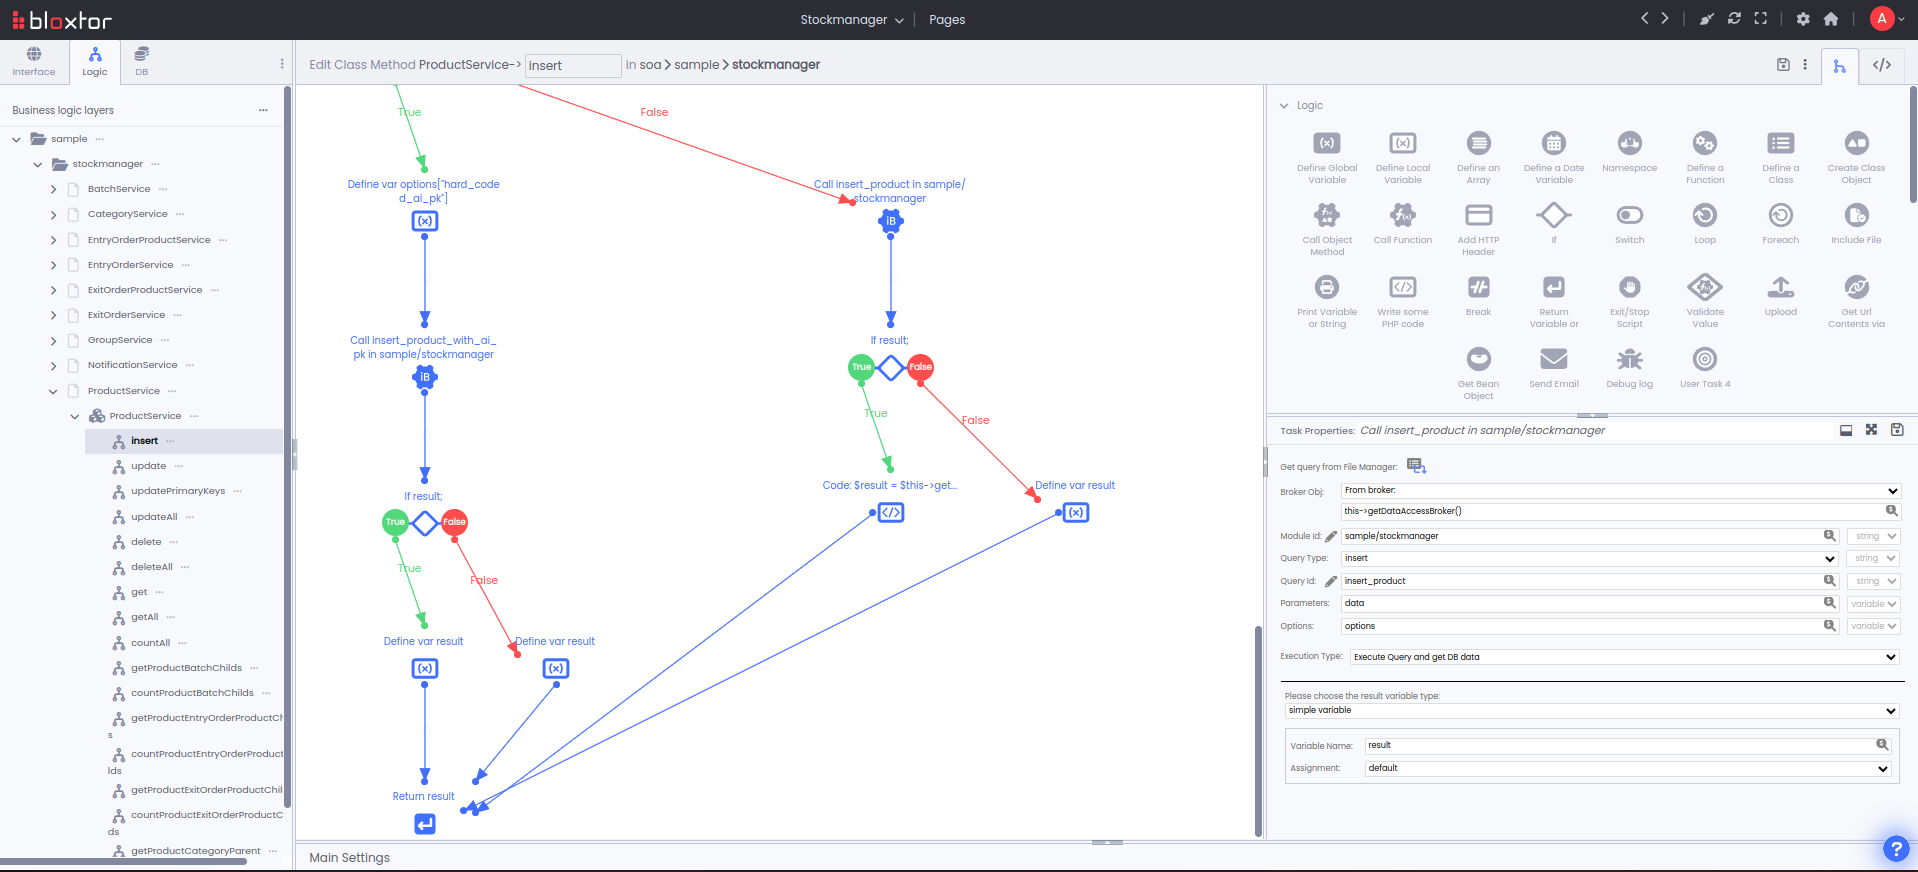 bloxtor
Stockmanager
Pages
A
Interface
Logic
DB
Edit Class Method ProductService-> insert in soa > sample > stockmanager
Business logic layers
sample
stockmanager
BatchService
CategoryService
EntryOrderProductService
EntryOrderService
ExitOrderProductService
ExitOrderService
GroupService
NotificationService
ProductService
ProductService
insert
update
updatePrimaryKeys
updateAll
delete
deleteAll
get
getAll
countAll
getProductBatchChilds
countProductBatchChilds
getProductEntryOrderProductCh
s
countProductEntryOrderProduct
lds
getProductExitOrderProductChil
countProductExitOrderProductC
ds
getProductCategoryParent
True
False
Define var options["hard_code
d_ai_pk"]
(x)
Call insert_product in sample/
stockmanager
iB
Call insert_product_with_ai_
pk in sample/stockmanager
iB
If result;
True
False
True
False
Code: $result = $this->get...
</>
Define var result
(x)
If result;
True
False
True
False
Define var result
(x)
Define var result
(x)
Return result
Main Settings
Logic
Define Global
Variable
Define Local
Variable
Define an
Array
Define a Date
Variable
Namespace
Define a
Function
Define a
Class
Create Class
Object
Call Object
Method
Call Function
Add HTTP
Header
If
Switch
Loop
Foreach
Include File
Print Variable
or String
Write some
PHP code
Break
Return
Variable or
Exit/Stop
Script
Validate
Value
Upload
Get Url
Contents via
Get Bean
Object
Send Email
Debug log
User Task 4
Task Properties: Call insert_product in sample/stockmanager
Get query from File Manager:
Broker Obj: From broker:
this->getDataAccessBroker()
Module Id: sample/stockmanager string
Query Type: insert string
Query Id: insert_product string
Parameters: data variable
Options: options variable
Execution Type: Execute Query and get DB data
Please choose the result variable type:
simple variable
Variable Name: result
Assignment: default
?